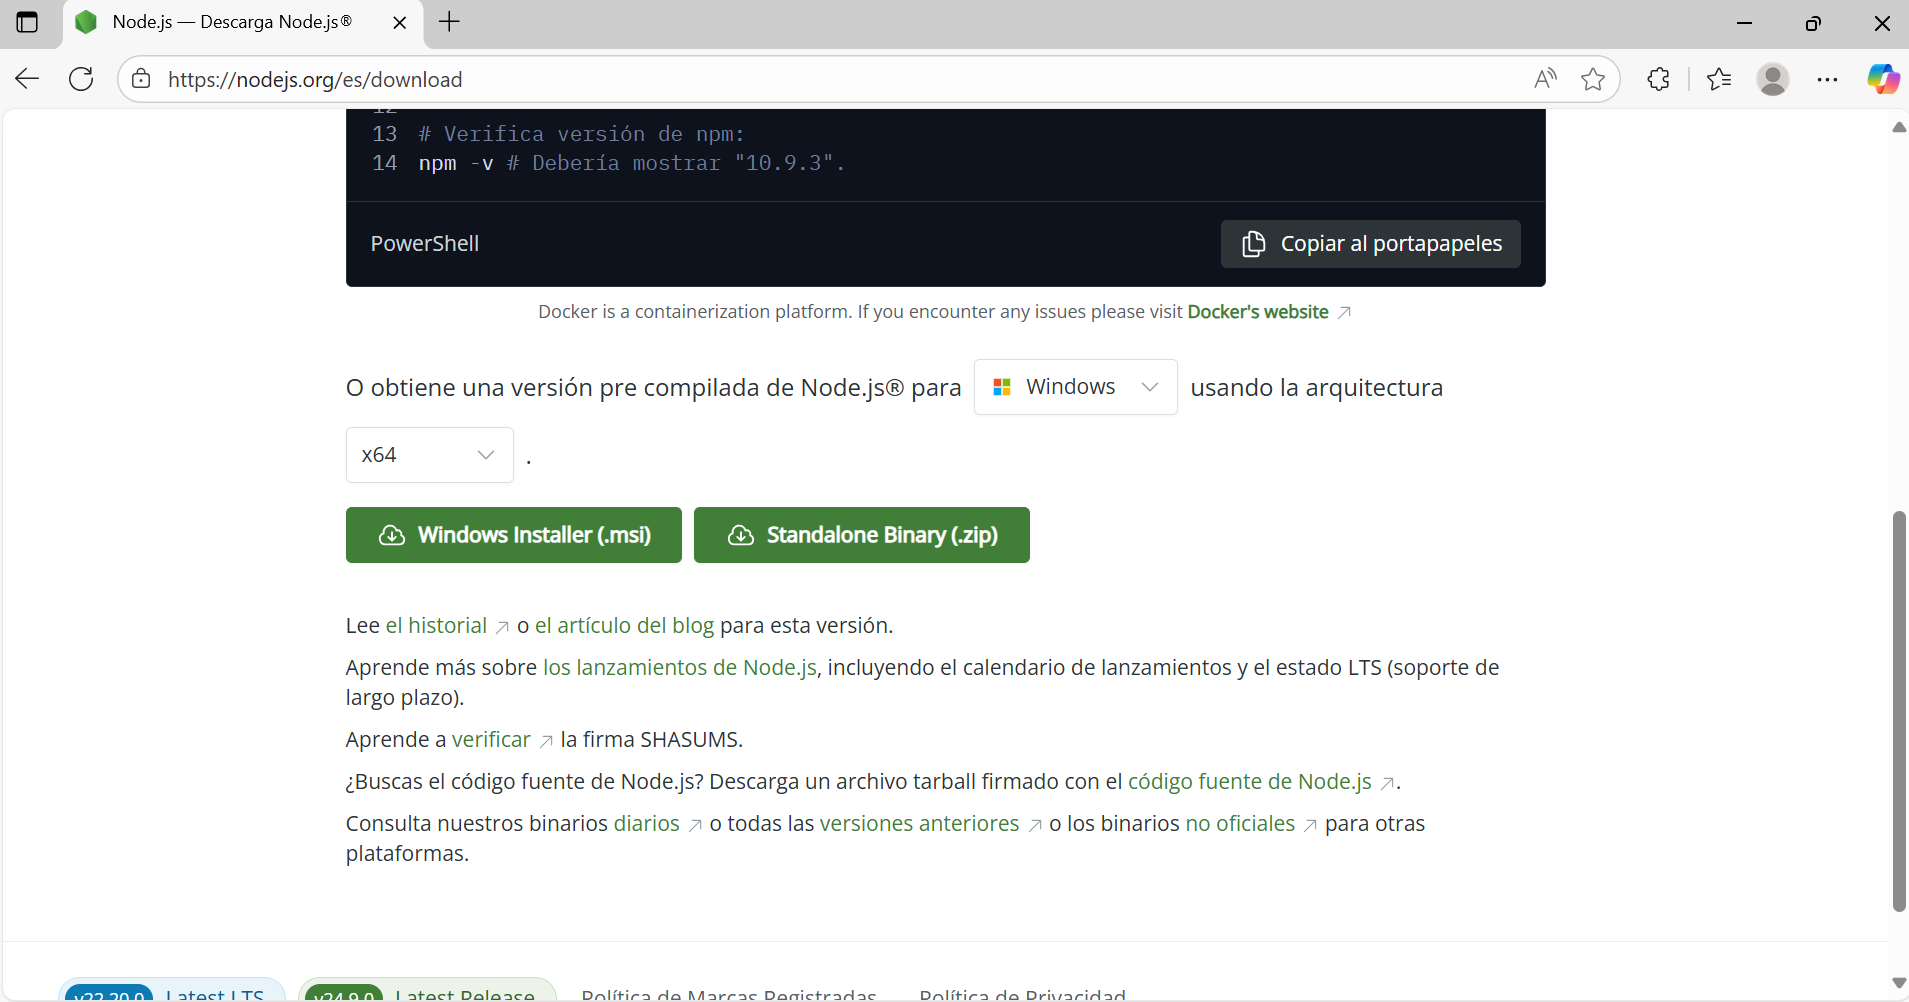 Node.js — Descarga Node.js®
https://nodejs.org/es/download
12
13 # Verifica versión de npm:
14 npm -v # Debería mostrar "10.9.3".
PowerShell
Copiar al portapapeles
Docker is a containerization platform. If you encounter any issues please visit Docker's website
O obtiene una versión pre compilada de Node.js® para Windows usando la arquitectura
x64 .
Windows Installer (.msi) Standalone Binary (.zip)
Lee el historial o el artículo del blog para esta versión.
Aprende más sobre los lanzamientos de Node.js, incluyendo el calendario de lanzamientos y el estado LTS (soporte de
largo plazo).
Aprende a verificar la firma SHASUMS.
¿Buscas el código fuente de Node.js? Descarga un archivo tarball firmado con el código fuente de Node.js .
Consulta nuestros binarios diarios o todas las versiones anteriores o los binarios no oficiales para otras
plataformas.
v22.20.0 Latest LTS v24.9.0 Latest Release Política de Marcas Registradas Política de Privacidad